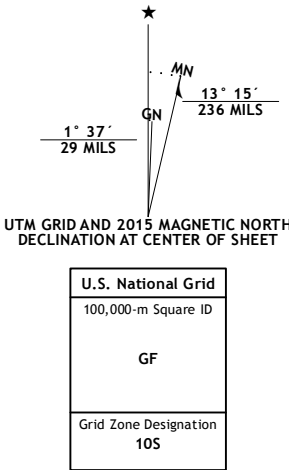 MN
GN
13° 15´
236 MILS
1° 37´
29 MILS
UTM GRID AND 2015 MAGNETIC NORTH
DECLINATION AT CENTER OF SHEET
U.S. National Grid
100,000-m Square ID
GF
Grid Zone Designation
10S